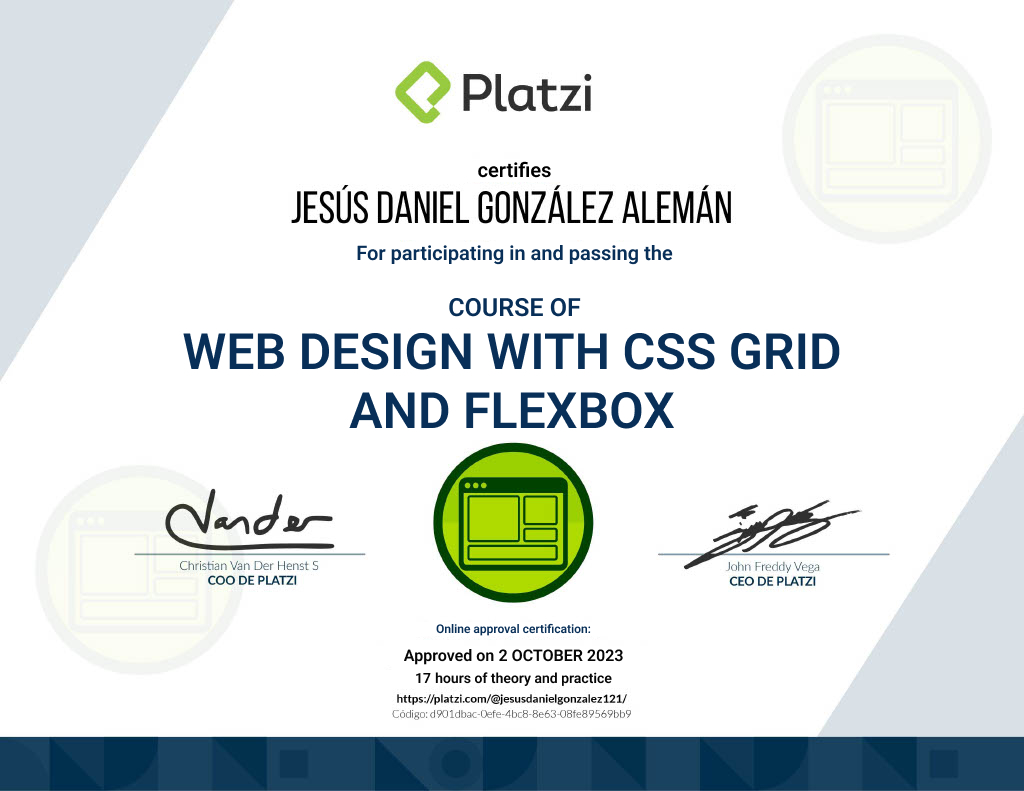 Platzi
certifies
JESÚS DANIEL GONZÁLEZ ALEMÁN
For participating in and passing the
COURSE OF
WEB DESIGN WITH CSS GRID
AND FLEXBOX
Vander
Christian Van Der Henst S
COO DE PLATZI
John Freddy Vega
CEO DE PLATZI
Online approval certification:
Approved on 2 OCTOBER 2023
17 hours of theory and practice
https://platzi.com/@jesusdanielgonzalez121/
Código: d901dbac-0efe-4bc8-8e63-08fe89569bb9